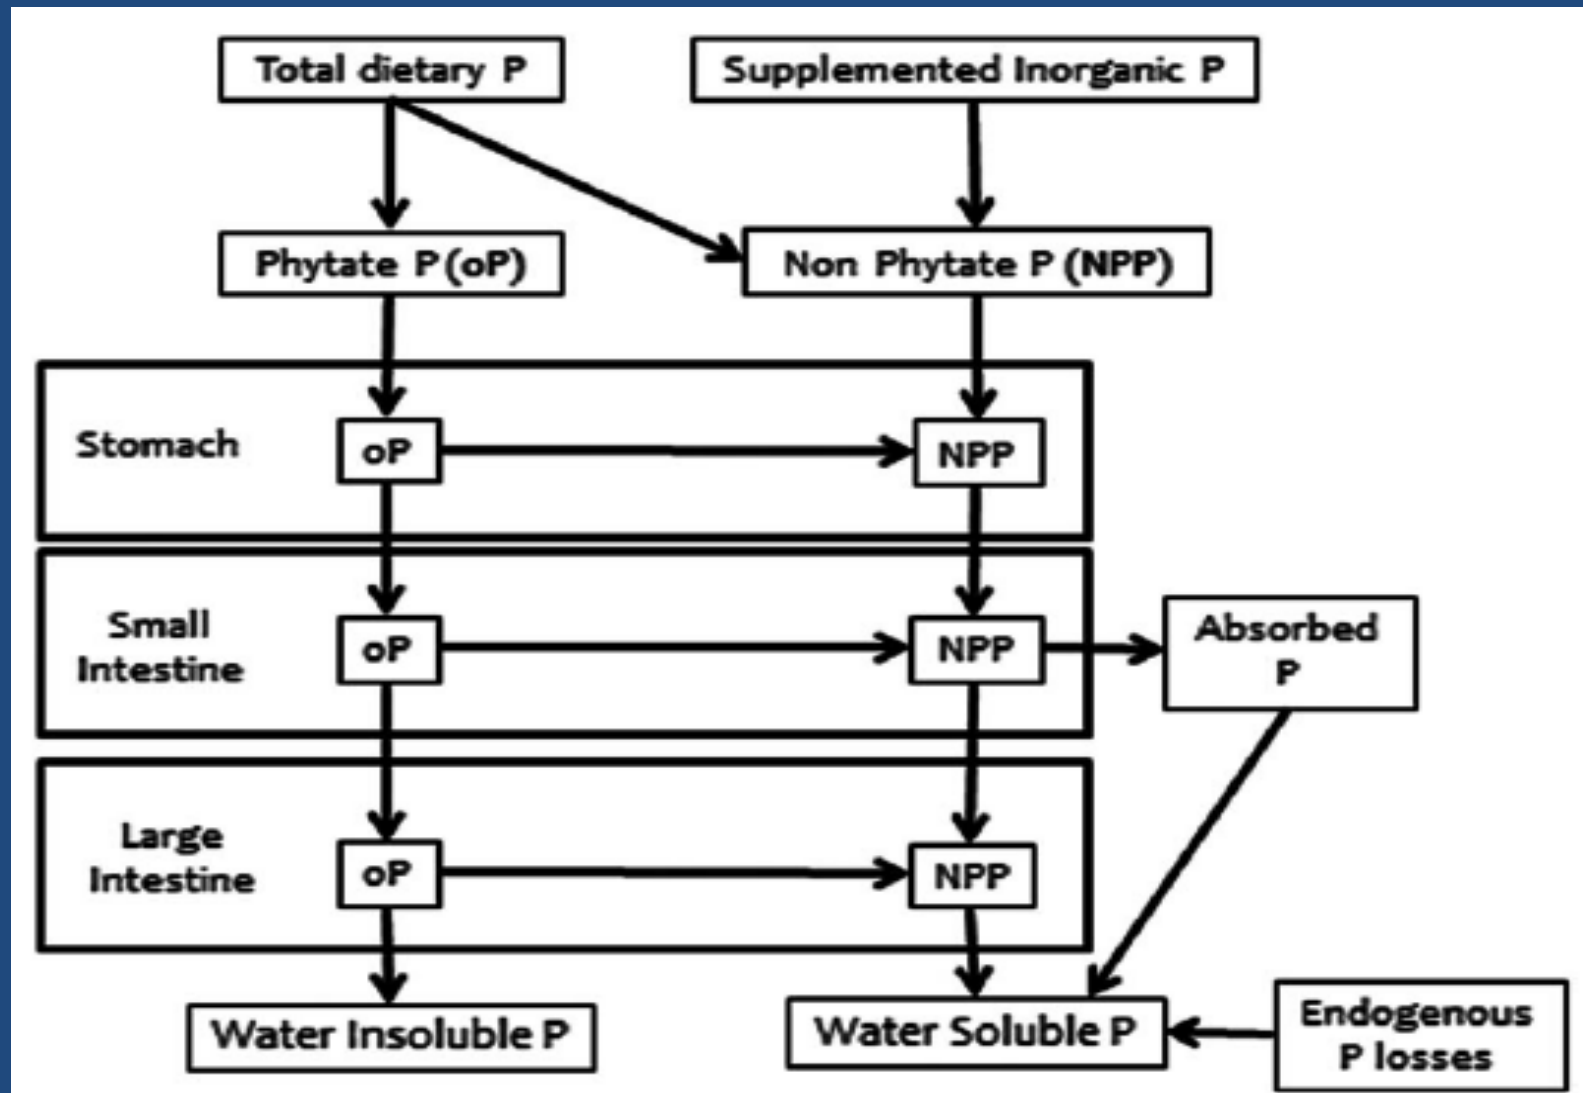 Total dietary P
Supplemented Inorganic P
Phytate P (oP)
Non Phytate P (NPP)
Stomach
oP
NPP
Small
Intestine
oP
NPP
Absorbed
P
Large
Intestine
oP
NPP
Water Insoluble P
Water Soluble P
Endogenous
P losses